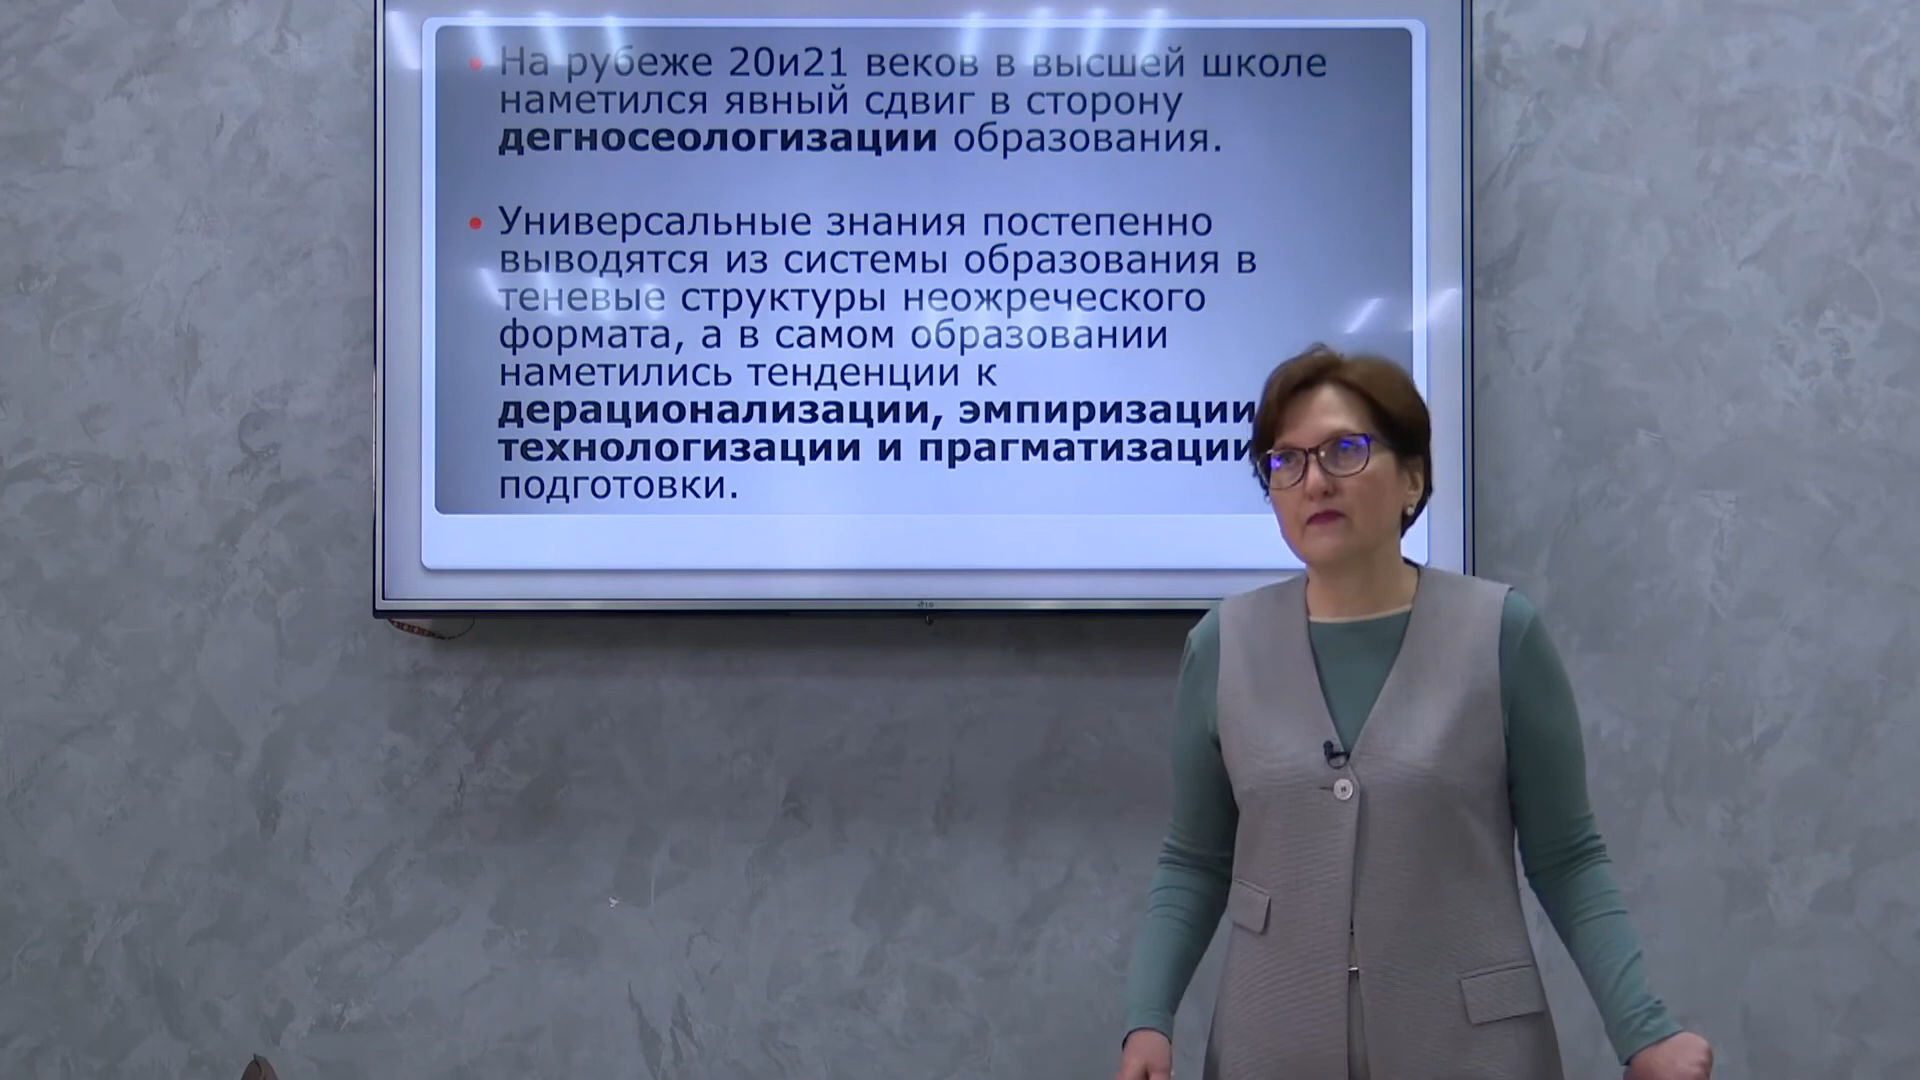 На рубеже 20и21 веков в высшей школе
наметился явный сдвиг в сторону
дегносеологизации образования.
Универсальные знания постепенно
выводятся из системы образования в
теневые структуры неожреческого
формата, а в самом образовании
наметились тенденции к
дерационализации, эмпиризации
технологизации и прагматизации
подготовки.
LG